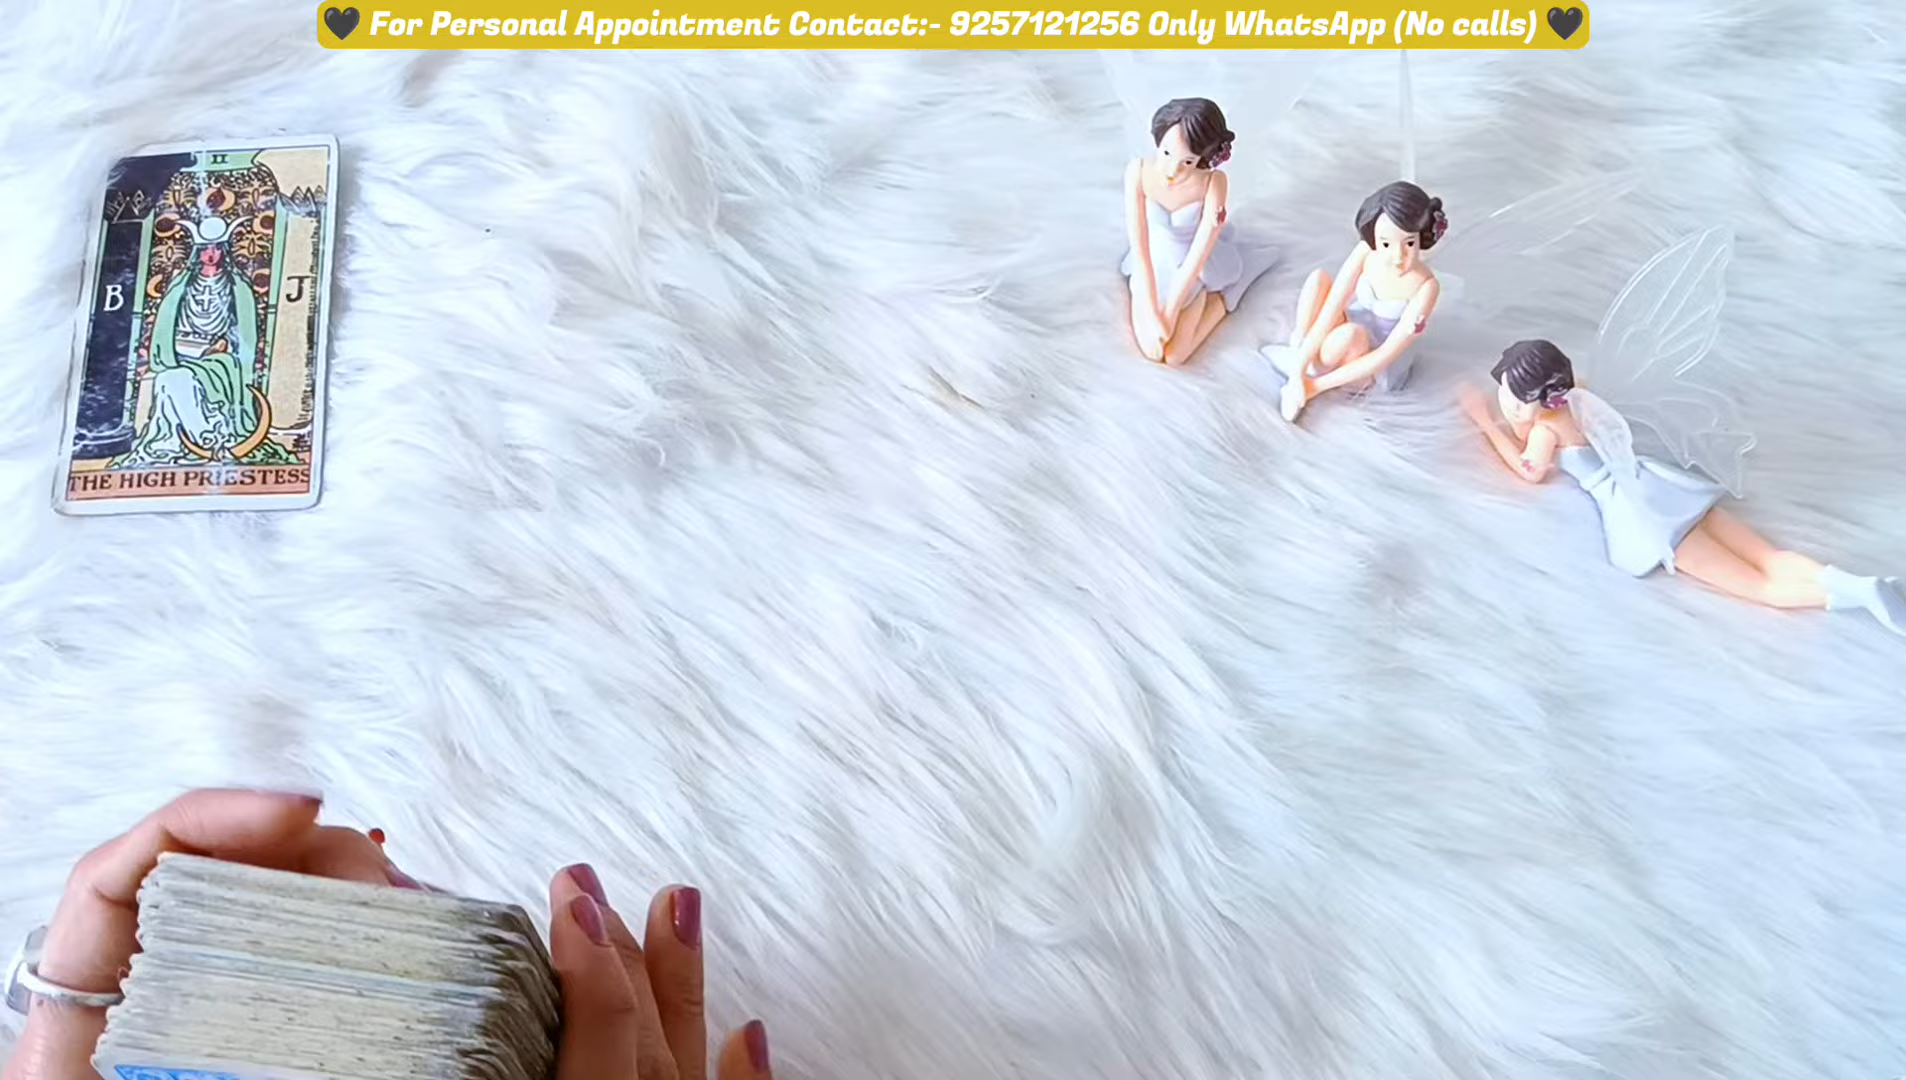 🖤 For Personal Appointment Contact:- 9257121256 Only WhatsApp (No calls) 🖤
II
B
J
THE HIGH PRIESTESS